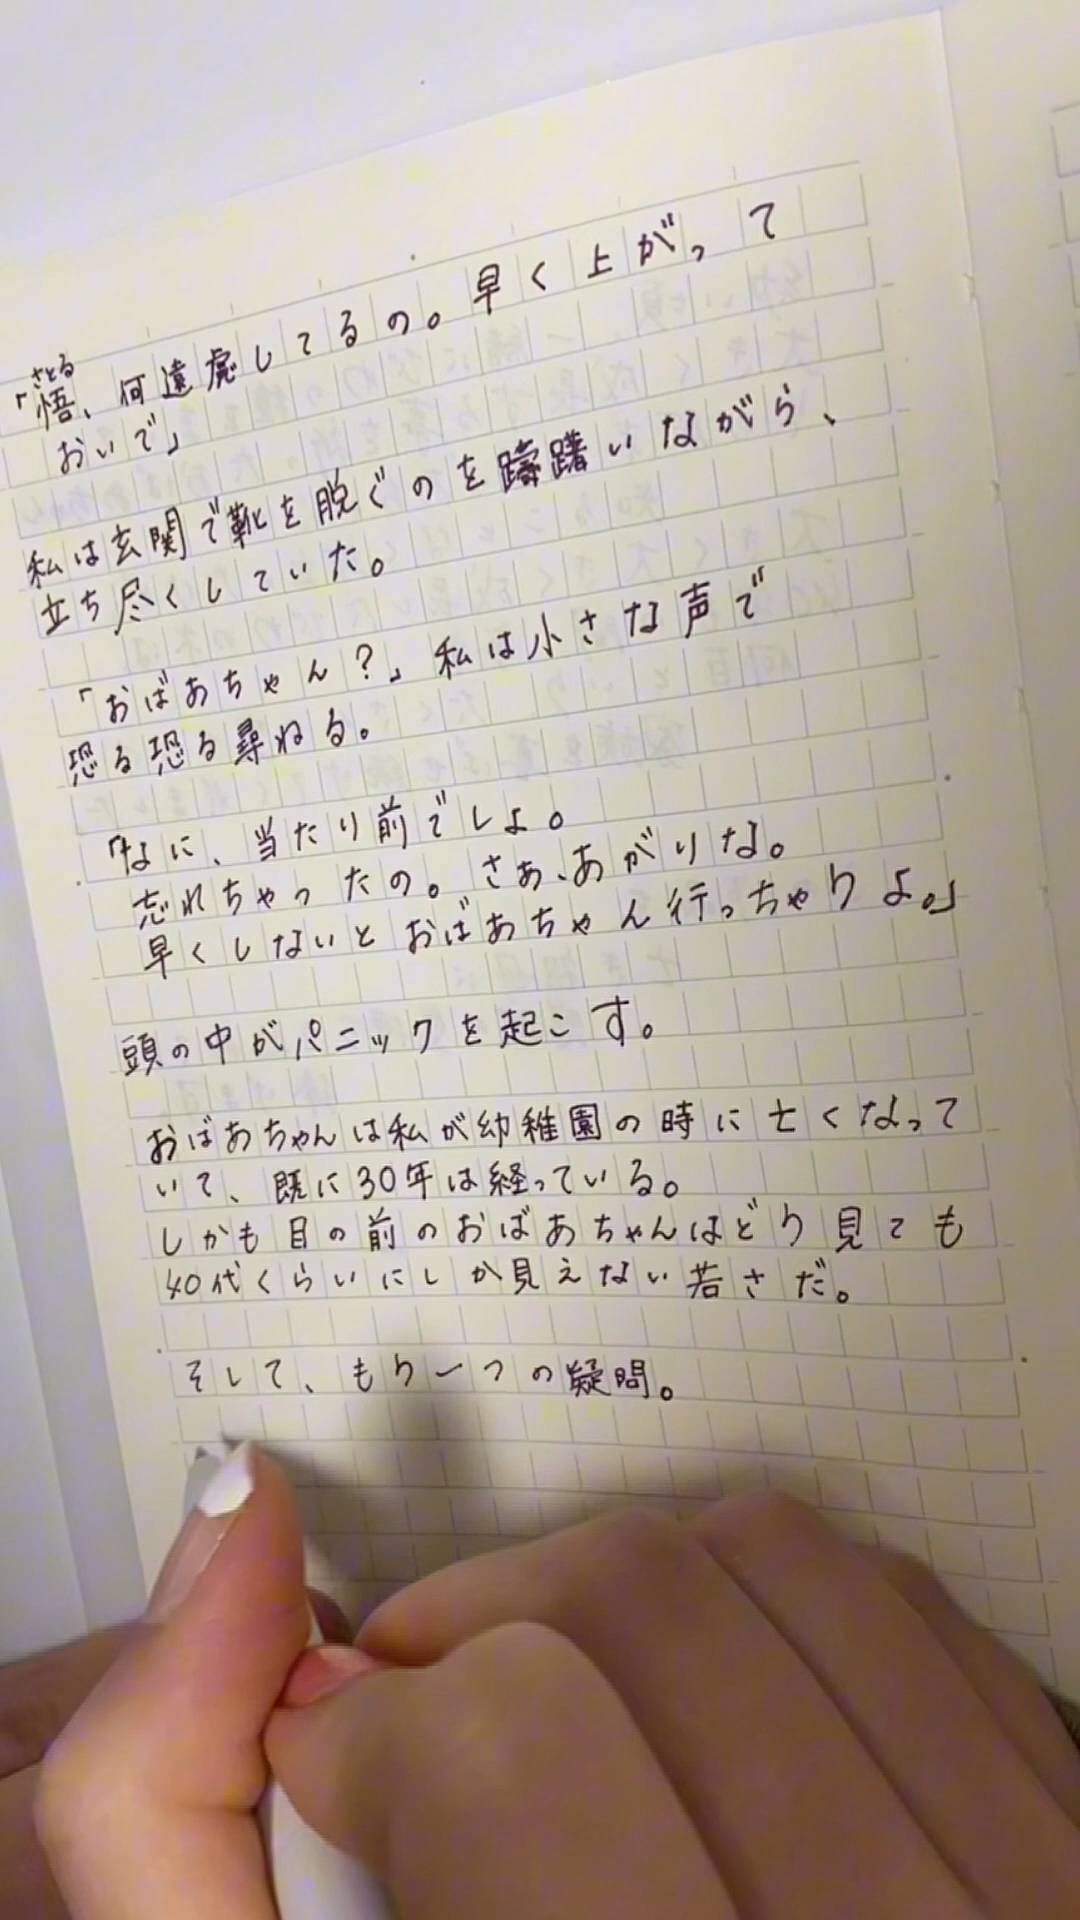 「悟、何遠慮してるの。早く上がって
さとる
おいで」
私は玄関で靴を脱ぐのを躊躇いながら、
立ち尽くしていた。
「おばあちゃん？」私は小さな声で
恐る恐る尋ねる。
「なに、当たり前でしょ。
忘れちゃったの。さぁ、あがりな。
早くしないとおばあちゃん行っちゃうよ。」
頭の中がパニックを起こす。
おばあちゃんは私が幼稚園の時に亡くなって
いて、既に30年は経っている。
しかも目の前のおばあちゃんはどう見ても
40代くらいにしか見えない若さだ。
そして、もう一つの疑問。